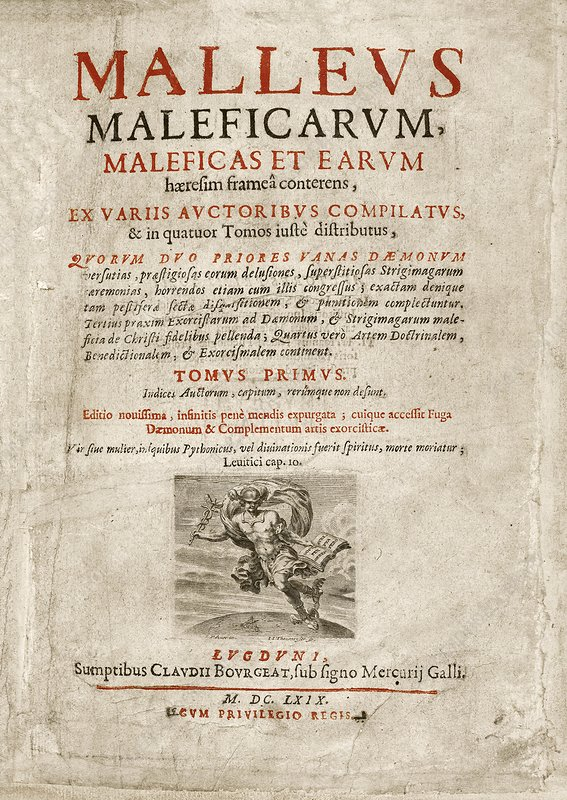 MALLEVS
MALEFICARVM,
MALEFICAS ET EARVM
hæresim frameâ conterens,
EX VARIIS AVCTORIBVS COMPILATVS,
& in quatuor Tomos iustè distributus,
QVORVM DVO PRIORES VANAS DÆMONVM
versutias, præstigiosas eorum delusiones, superstitiosas Strigimagarum
cæremonias, horrendos etiam cum illis congressus; exactam denique
tam pestiferæ sectæ disquisitionem, & punitionem complectuntur.
Tertius praxim Exorcistarum ad Dæmonum, & Strigimagarum male-
ficia de Christi fidelibus pellenda; Quartus verò Artem Doctrinalem,
Benedictionalem, & Exorcismalem continent.
TOMVS PRIMVS.
Indices Auctorum, capitum, rerúmque non desunt.
Editio nouissima, infinitis penè mendis expurgata; cuique accessit Fuga
Dæmonum & Complementum artis exorcisticæ.
Vir siue mulier, in quibus Pythonicus, vel diuinationis fuerit spiritus, morte moriatur;
Leuitici cap. 10.
LVGDVNI,
Sumptibus CLAVDII BOVRGEAT, sub signo Mercurij Galli.
M. DC. LXIX.
CVM PRIVILEGIO REGIS.